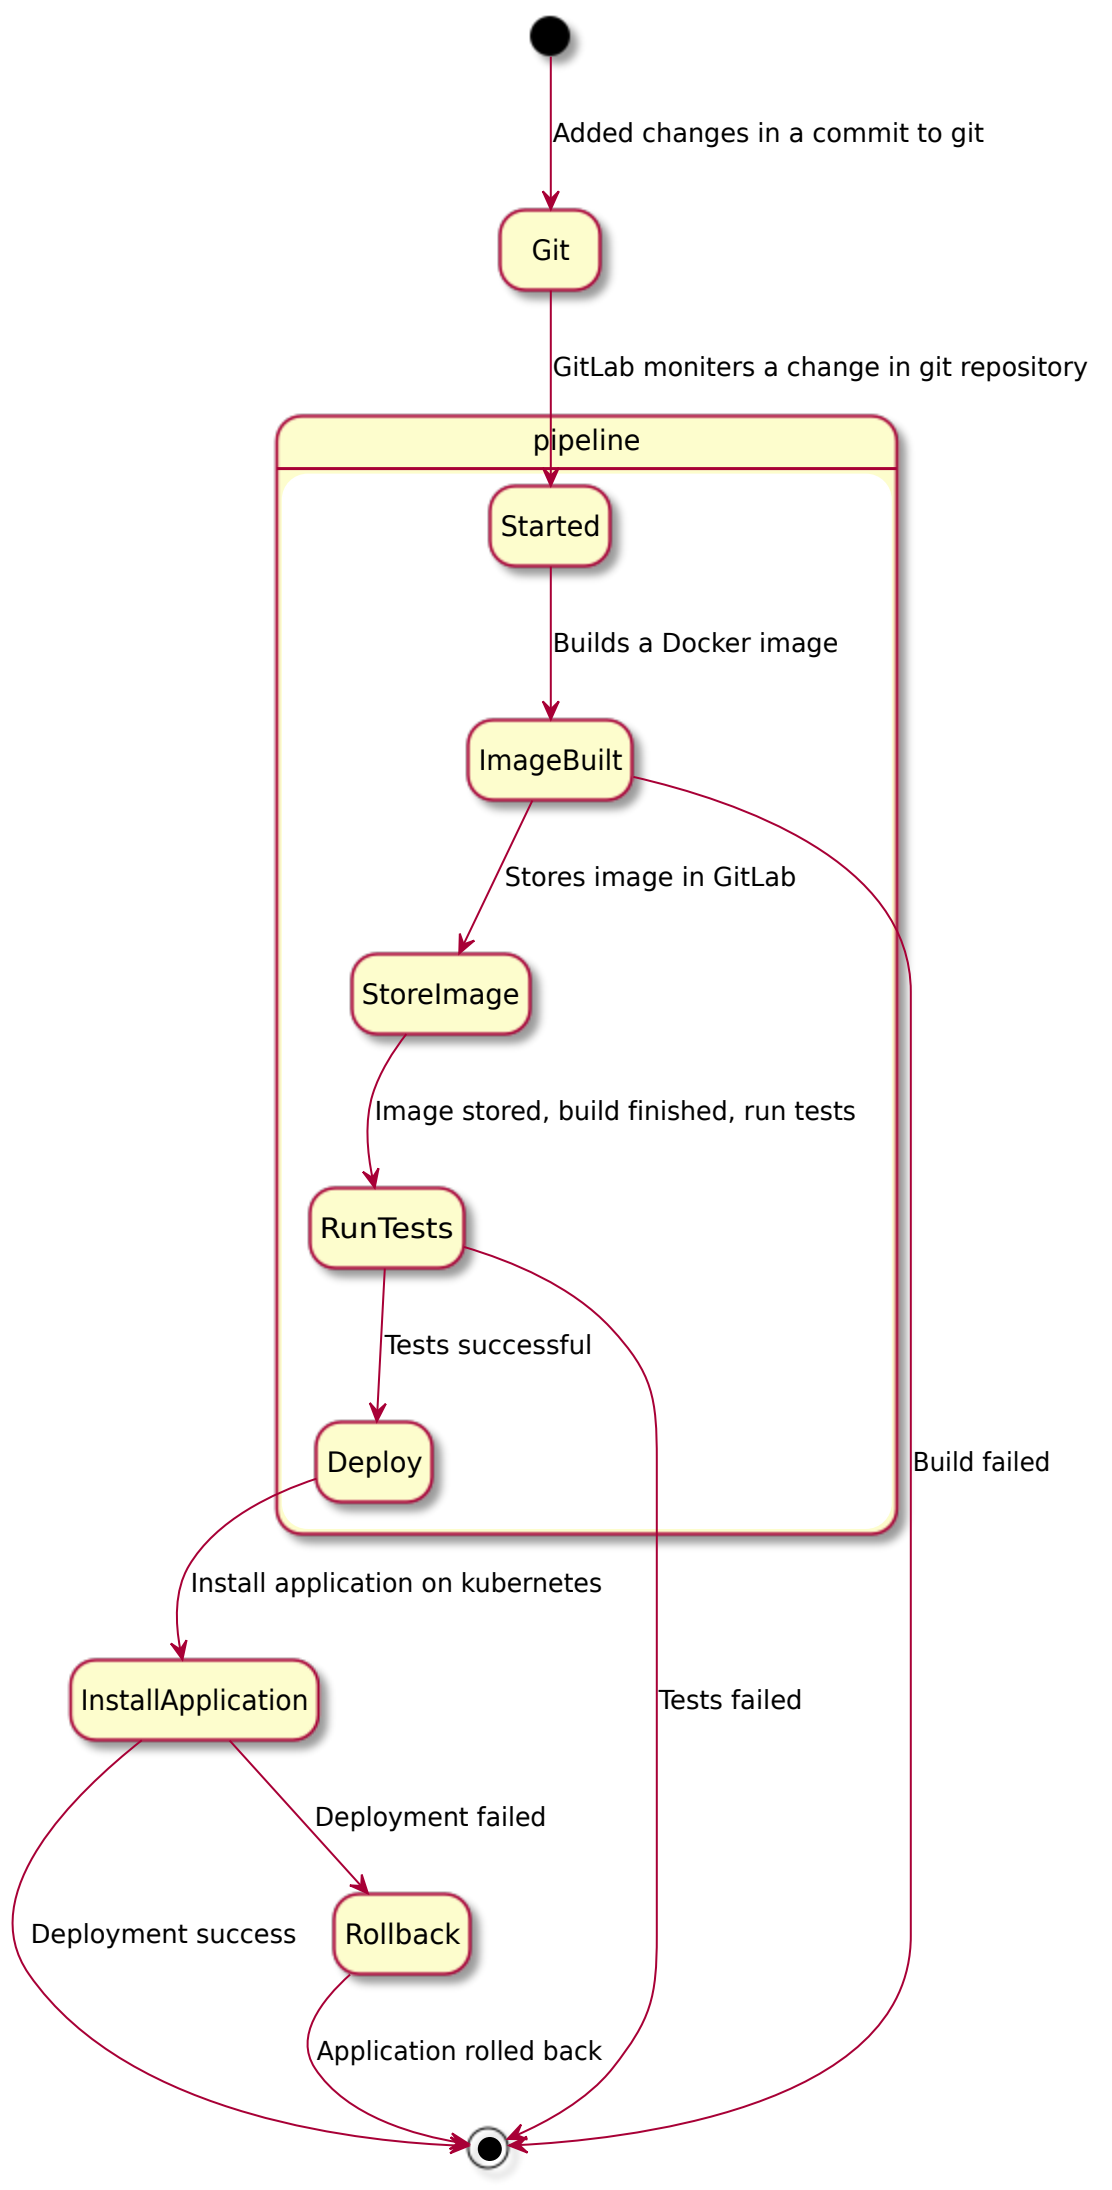 Added changes in a commit to git
Git
GitLab moniters a change in git repository
pipeline
Started
Builds a Docker image
ImageBuilt
Stores image in GitLab
StoreImage
Image stored, build finished, run tests
RunTests
Tests successful
Deploy
Build failed
Install application on kubernetes
InstallApplication
Tests failed
Deployment failed
Deployment success
Rollback
Application rolled back